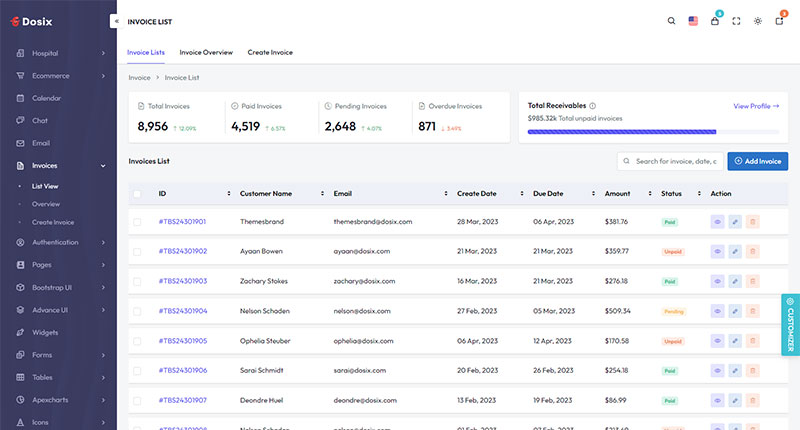 Dosix
Hospital
Ecommerce
Calendar
Chat
Email
Invoices
List View
Overview
Create Invoice
Authentication
Pages
Bootstrap UI
Advance UI
Widgets
Forms
Tables
Apexcharts
Icons
«
INVOICE LIST
5
3
Invoice Lists Invoice Overview Create Invoice
Invoice > Invoice List
Total Invoices
8,956 ↑ 12.09%
Paid Invoices
4,519 ↑ 6.57%
Pending Invoices
2,648 ↑ 4.07%
Overdue Invoices
871 ↓ 3.49%
Total Receivables View Profile →
$985.32k Total unpaid invoices
Invoices List Search for invoice, date, c Add Invoice
ID Customer Name Email Create Date Due Date Amount Status Action
#TBS24301901 Themesbrand themesbrand@dosix.com 28 Mar, 2023 06 Apr, 2023 $381.76 Paid
#TBS24301902 Ayaan Bowen ayaan@dosix.com 21 Mar, 2023 21 Mar, 2023 $359.77 Unpaid
#TBS24301903 Zachary Stokes zachary@dosix.com 16 Mar, 2023 21 Mar, 2023 $276.18 Paid
#TBS24301904 Nelson Schaden nelson@dosix.com 27 Feb, 2023 05 Mar, 2023 $509.34 Pending
#TBS24301905 Ophelia Steuber ophelia@dosix.com 06 Apr, 2023 12 Apr, 2023 $170.58 Unpaid
#TBS24301906 Sarai Schmidt sarai@dosix.com 20 Feb, 2023 26 Feb, 2023 $254.18 Paid
#TBS24301907 Deondre Huel deondre@dosix.com 13 Feb, 2023 19 Feb, 2023 $86.99 Paid
CUSTOMIZER